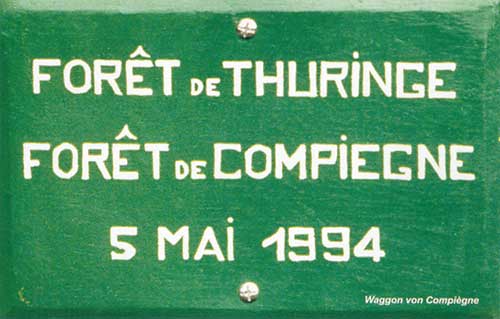 FORÊT DE THURiNGE
FORÊT DE COMPiEGNE
5 MAi 1994
Waggon von Compiègne